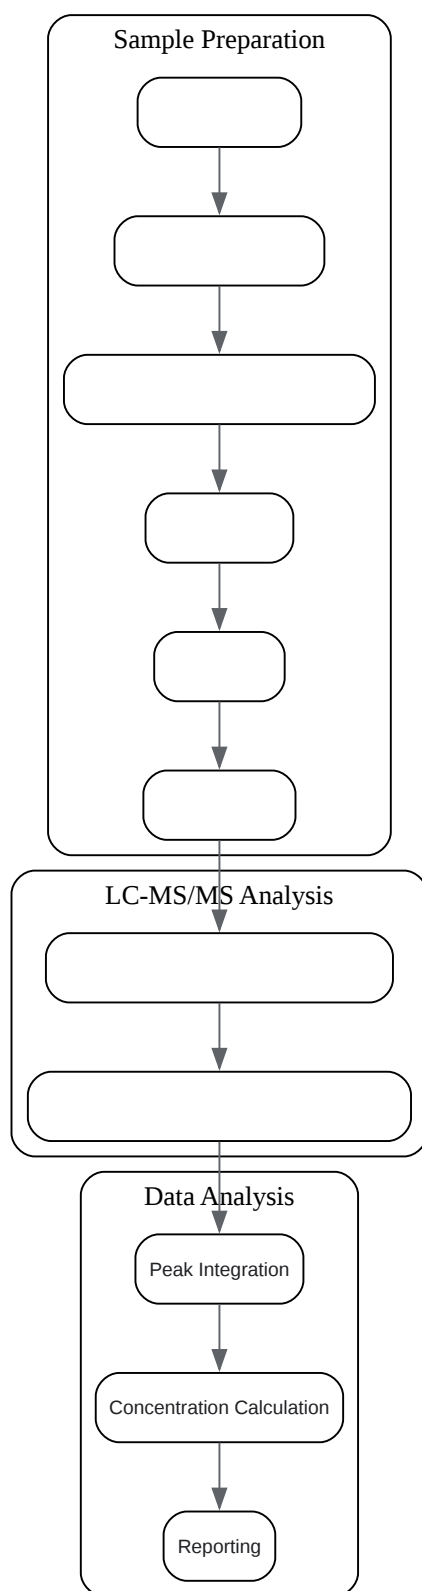 Sample Preparation
LC-MS/MS Analysis
Data Analysis
Peak Integration
Concentration Calculation
Reporting